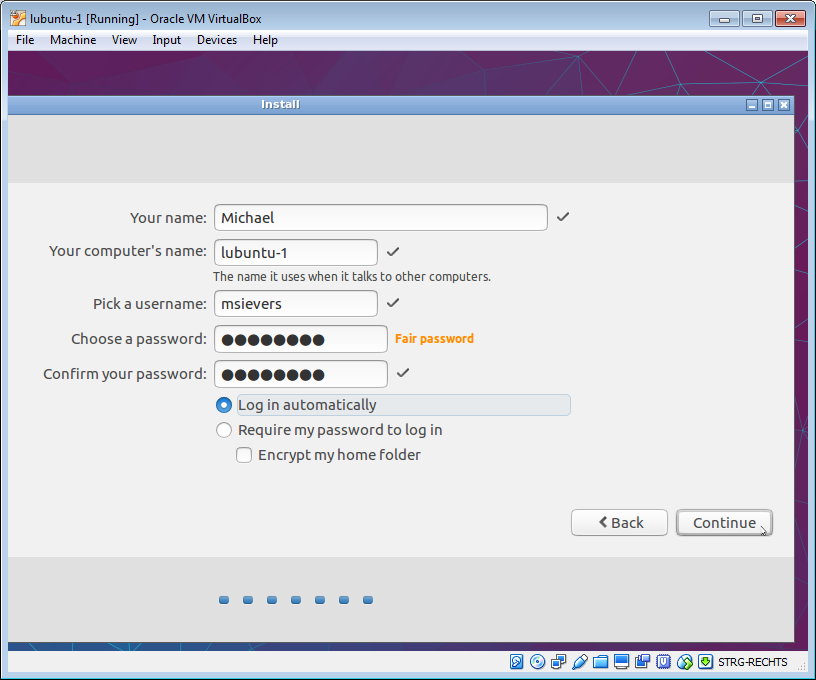 lubuntu-1 [Running] - Oracle VM VirtualBox
File Machine View Input Devices Help
Install
Your name: Michael
Your computer's name: lubuntu-1
The name it uses when it talks to other computers.
Pick a username: msievers
Choose a password: ●●●●●●●● Fair password
Confirm your password: ●●●●●●●●
Log in automatically
Require my password to log in
Encrypt my home folder
Back Continue
STRG-RECHTS